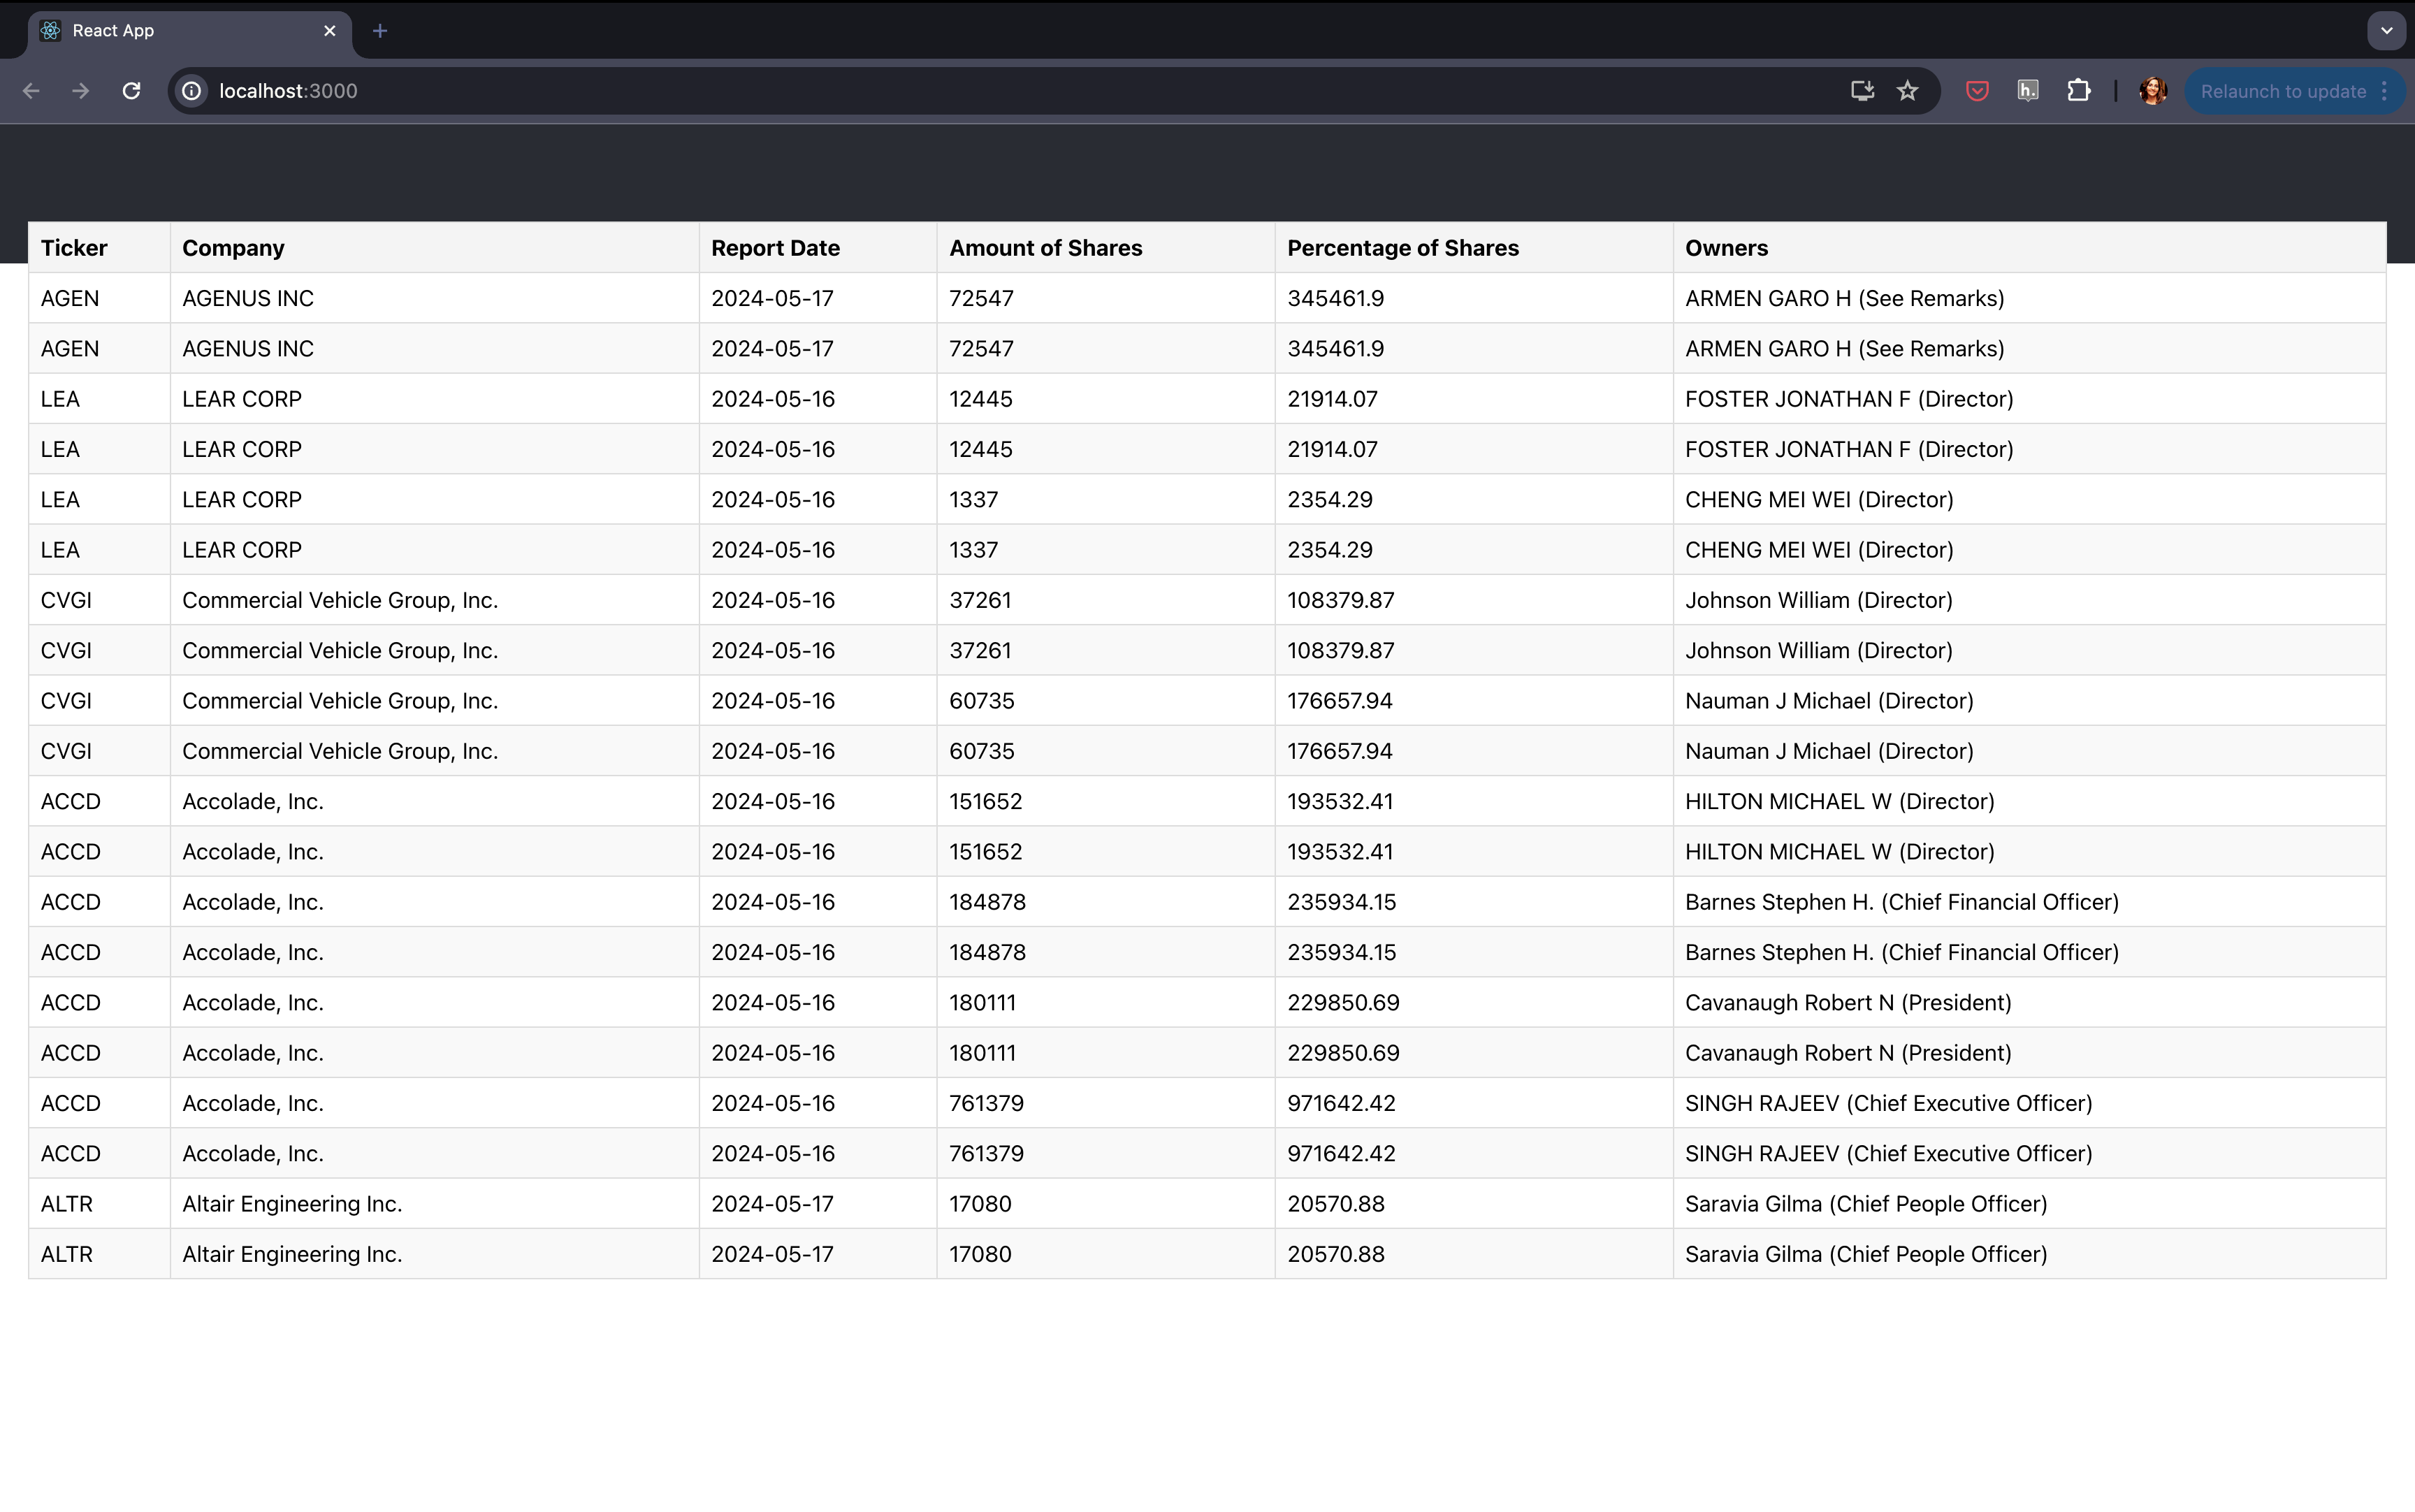 React App
localhost:3000
h.
Relaunch to update
Ticker Company Report Date Amount of Shares Percentage of Shares Owners
AGEN AGENUS INC 2024-05-17 72547 345461.9 ARMEN GARO H (See Remarks)
AGEN AGENUS INC 2024-05-17 72547 345461.9 ARMEN GARO H (See Remarks)
LEA LEAR CORP 2024-05-16 12445 21914.07 FOSTER JONATHAN F (Director)
LEA LEAR CORP 2024-05-16 12445 21914.07 FOSTER JONATHAN F (Director)
LEA LEAR CORP 2024-05-16 1337 2354.29 CHENG MEI WEI (Director)
LEA LEAR CORP 2024-05-16 1337 2354.29 CHENG MEI WEI (Director)
CVGI Commercial Vehicle Group, Inc. 2024-05-16 37261 108379.87 Johnson William (Director)
CVGI Commercial Vehicle Group, Inc. 2024-05-16 37261 108379.87 Johnson William (Director)
CVGI Commercial Vehicle Group, Inc. 2024-05-16 60735 176657.94 Nauman J Michael (Director)
CVGI Commercial Vehicle Group, Inc. 2024-05-16 60735 176657.94 Nauman J Michael (Director)
ACCD Accolade, Inc. 2024-05-16 151652 193532.41 HILTON MICHAEL W (Director)
ACCD Accolade, Inc. 2024-05-16 151652 193532.41 HILTON MICHAEL W (Director)
ACCD Accolade, Inc. 2024-05-16 184878 235934.15 Barnes Stephen H. (Chief Financial Officer)
ACCD Accolade, Inc. 2024-05-16 184878 235934.15 Barnes Stephen H. (Chief Financial Officer)
ACCD Accolade, Inc. 2024-05-16 180111 229850.69 Cavanaugh Robert N (President)
ACCD Accolade, Inc. 2024-05-16 180111 229850.69 Cavanaugh Robert N (President)
ACCD Accolade, Inc. 2024-05-16 761379 971642.42 SINGH RAJEEV (Chief Executive Officer)
ACCD Accolade, Inc. 2024-05-16 761379 971642.42 SINGH RAJEEV (Chief Executive Officer)
ALTR Altair Engineering Inc. 2024-05-17 17080 20570.88 Saravia Gilma (Chief People Officer)
ALTR Altair Engineering Inc. 2024-05-17 17080 20570.88 Saravia Gilma (Chief People Officer)